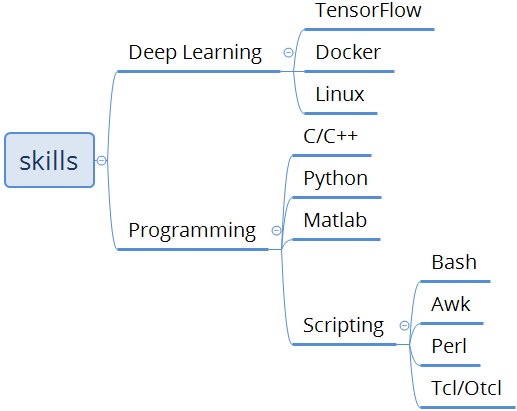 skills
Deep Learning
TensorFlow
Docker
Linux
Programming
C/C++
Python
Matlab
Scripting
Bash
Awk
Perl
Tcl/Otcl